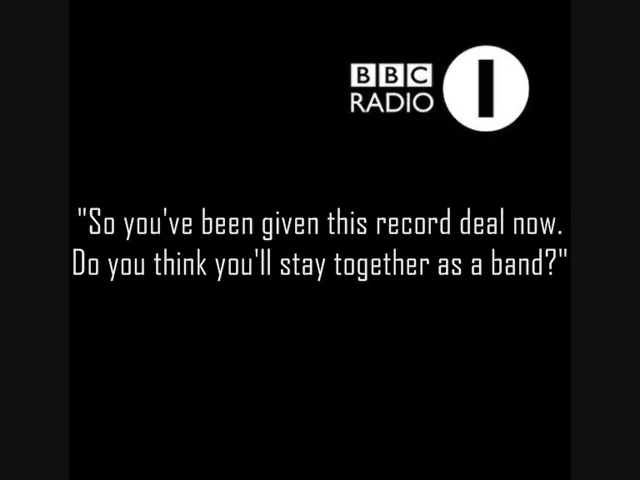 BBC
RADIO 1
"So you've been given this record deal now.
Do you think you'll stay together as a band?"